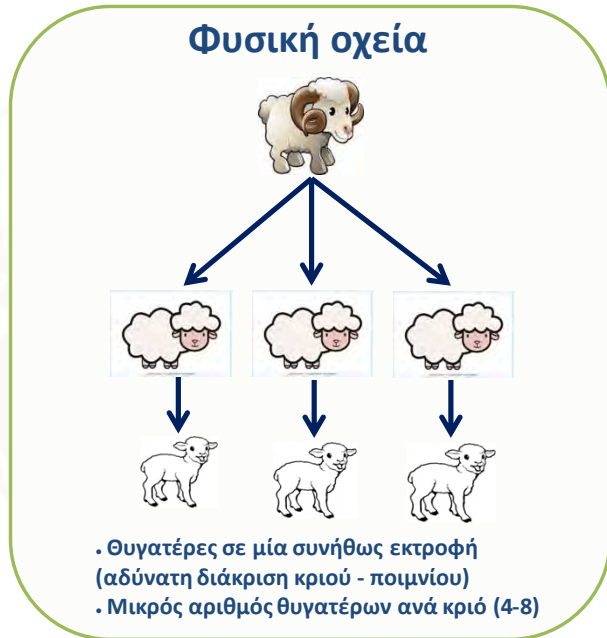 Φυσική οχεία
. Θυγατέρες σε μία συνήθως εκτροφή
(αδύνατη διάκριση κριού - ποιμνίου)
. Μικρός αριθμός θυγατέρων ανά κριό (4-8)